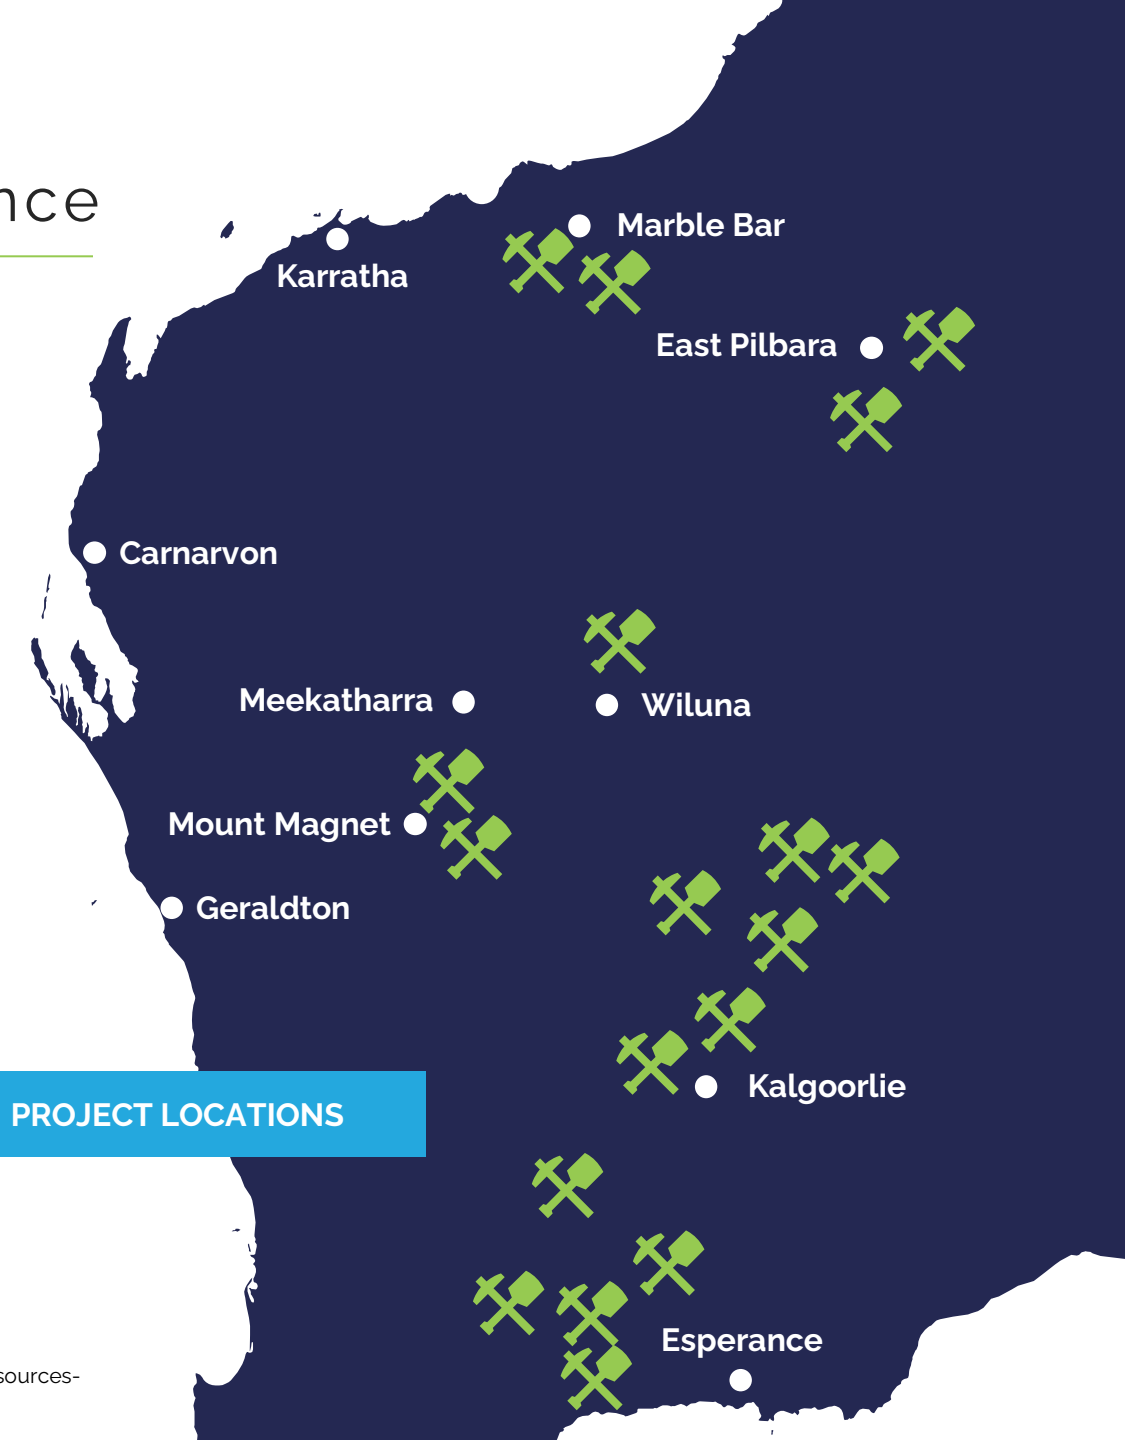 nce
Marble Bar
Karratha
East Pilbara
Carnarvon
Meekatharra
Wiluna
Mount Magnet
Geraldton
Kalgoorlie
PROJECT LOCATIONS
Esperance
sources-